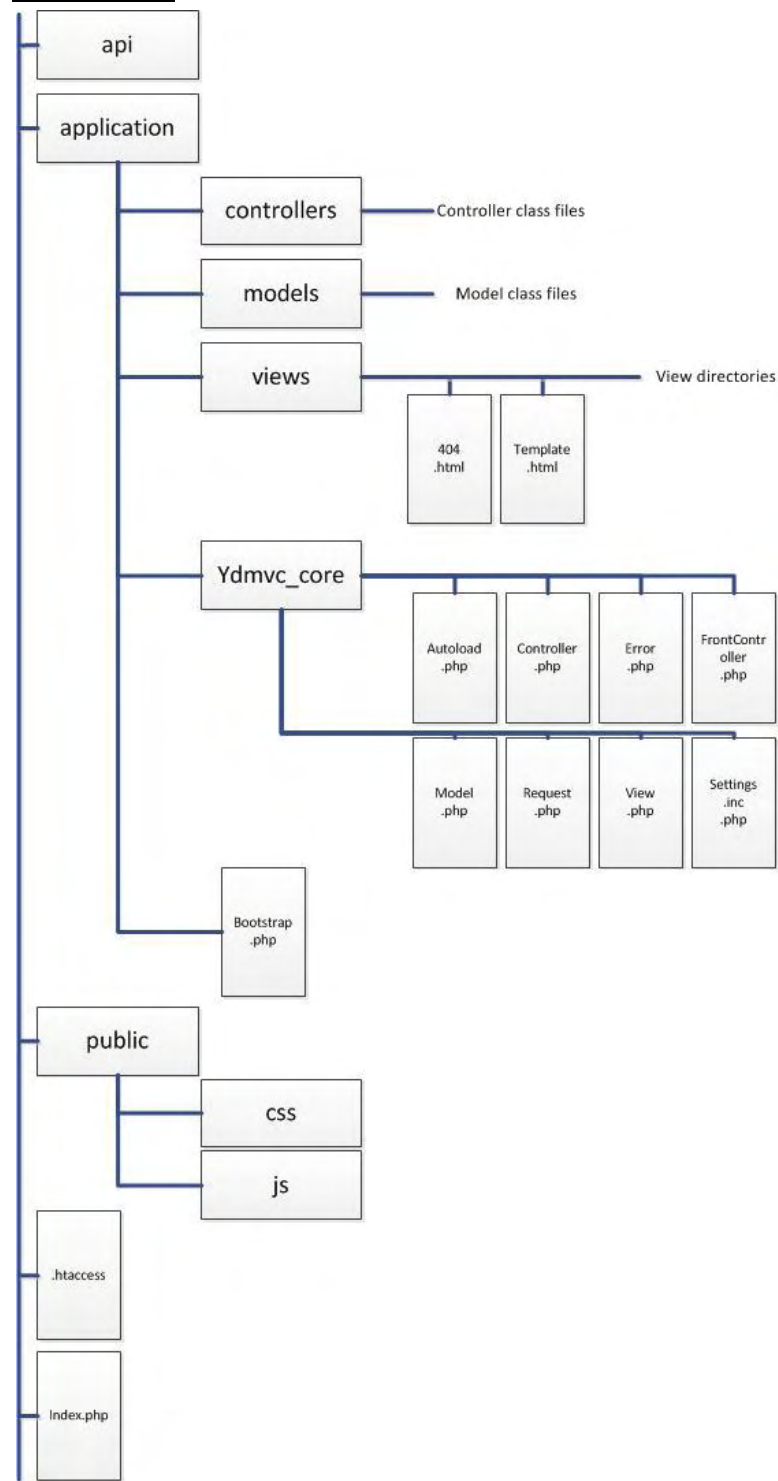 api
application
controllers
Controller class files
models
Model class files
views
View directories
404
.html
Template
.html
Ydmvc_core
Autoload
.php
Controller
.php
Error
.php
FrontContr
oller
.php
Model
.php
Request
.php
View
.php
Settings
.inc
.php
Bootstrap
.php
public
css
js
.htaccess
Index.php